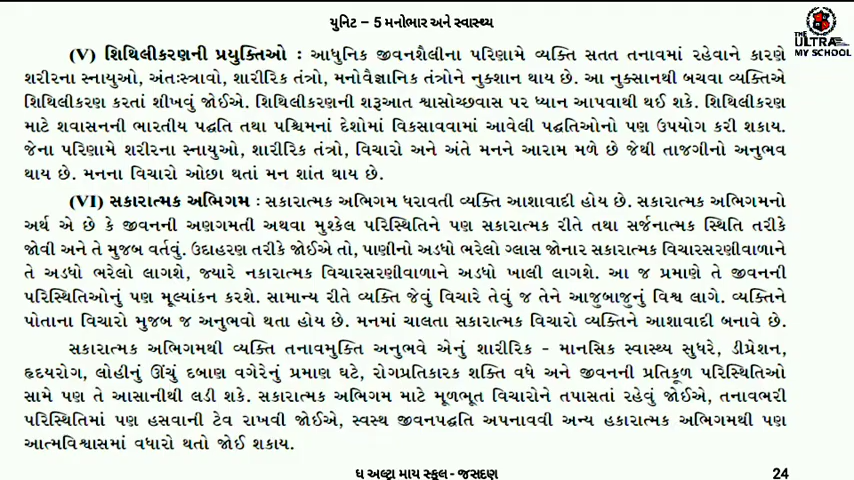 યુનિટ – 5 મનોભાર અને સ્વાસ્થ્ય
THE
ULTRA
MY SCHOOL
(V) શિથિલીકરણની પ્રયુક્તિઓ : આધુનિક જીવનશૈલીના પરિણામે વ્યક્તિ સતત તનાવમાં રહેવાને કારણે
શરીરના સ્નાયુઓ, અંતઃસ્ત્રાવો, શારીરિક તંત્રો, મનોવૈજ્ઞાનિક તંત્રોને નુકશાન થાય છે. આ નુક્સાનથી બચવા વ્યક્તિએ
શિથિલીકરણ કરતાં શીખવું જોઈએ. શિથિલીકરણની શરૂઆત શ્વાસોચ્છવાસ પર ધ્યાન આપવાથી થઈ શકે. શિથિલીકરણ
માટે શવાસનની ભારતીય પદ્ધતિ તથા પશ્ચિમનાં દેશોમાં વિકસાવવામાં આવેલી પદ્ધતિઓનો પણ ઉપયોગ કરી શકાય.
જેના પરિણામે શરીરના સ્નાયુઓ, શારીરિક તંત્રો, વિચારો અને અંતે મનને આરામ મળે છે જેથી તાજગીનો અનુભવ
થાય છે. મનના વિચારો ઓછા થતાં મન શાંત થાય છે.
(VI) સકારાત્મક અભિગમ : સકારાત્મક અભિગમ ધરાવતી વ્યક્તિ આશાવાદી હોય છે. સકારાત્મક અભિગમનો
અર્થ એ છે કે જીવનની અણગમતી અથવા મુશ્કેલ પરિસ્થિતિને પણ સકારાત્મક રીતે તથા સર્જનાત્મક સ્થિતિ તરીકે
જોવી અને તે મુજબ વર્તવું. ઉદાહરણ તરીકે જોઈએ તો, પાણીનો અડધો ભરેલો ગ્લાસ જોનાર સકારાત્મક વિચારસરણીવાળાને
તે અડધો ભરેલો લાગશે, જ્યારે નકારાત્મક વિચારસરણીવાળાને અડધો ખાલી લાગશે. આ જ પ્રમાણે તે જીવનની
પરિસ્થિતિઓનું પણ મૂલ્યાંકન કરશે. સામાન્ય રીતે વ્યક્તિ જેવું વિચારે તેવું જ તેને આજુબાજુનું વિશ્વ લાગે. વ્યક્તિને
પોતાના વિચારો મુજબ જ અનુભવો થતા હોય છે. મનમાં ચાલતા સકારાત્મક વિચારો વ્યક્તિને આશાવાદી બનાવે છે.
સકારાત્મક અભિગમથી વ્યક્તિ તનાવમુક્તિ અનુભવે એનું શારીરિક - માનસિક સ્વાસ્થ્ય સુધરે, ડીપ્રેશન,
હૃદયરોગ, લોહીનું ઊંચું દબાણ વગેરેનું પ્રમાણ ઘટે, રોગપ્રતિકારક શક્તિ વધે અને જીવનની પ્રતિકૂળ પરિસ્થિતિઓ
સામે પણ તે આસાનીથી લડી શકે. સકારાત્મક અભિગમ માટે મૂળભૂત વિચારોને તપાસતાં રહેવું જોઈએ, તનાવભરી
પરિસ્થિતિમાં પણ હસવાની ટેવ રાખવી જોઈએ, સ્વસ્થ જીવનપદ્ધતિ અપનાવવી અન્ય હકારાત્મક અભિગમથી પણ
આત્મવિશ્વાસમાં વધારો થતો જોઈ શકાય.
ધ અલ્ટ્રા માય સ્કૂલ - જસદણ
24